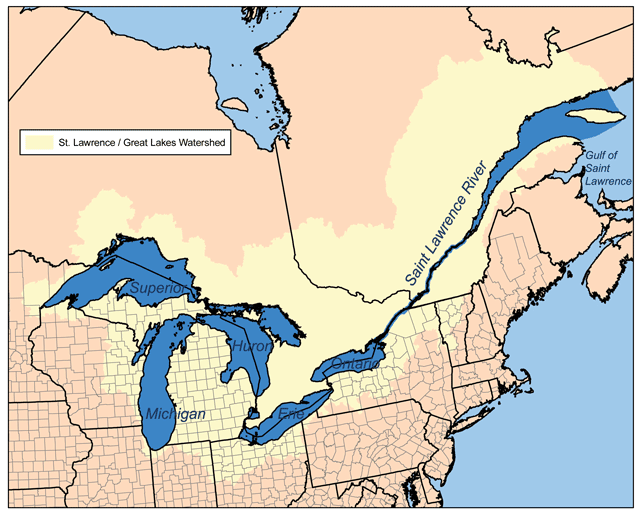 St. Lawrence / Great Lakes Watershed
Gulf of
Saint
Lawrence
Saint Lawrence River
Superior
Huron
Ontario
Michigan
Erie